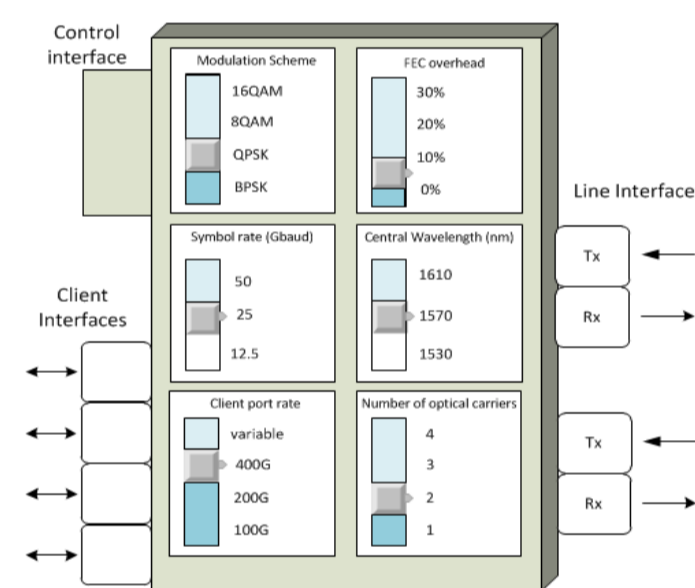 Control
interface
Modulation Scheme
16QAM
8QAM
QPSK
BPSK
FEC overhead
30%
20%
10%
0%
Line Interface
Symbol rate (Gbaud)
50
25
12.5
Central Wavelength (nm)
1610
1570
1530
Tx
Rx
Client
Interfaces
Client port rate
variable
400G
200G
100G
Number of optical carriers
4
3
2
1
Tx
Rx